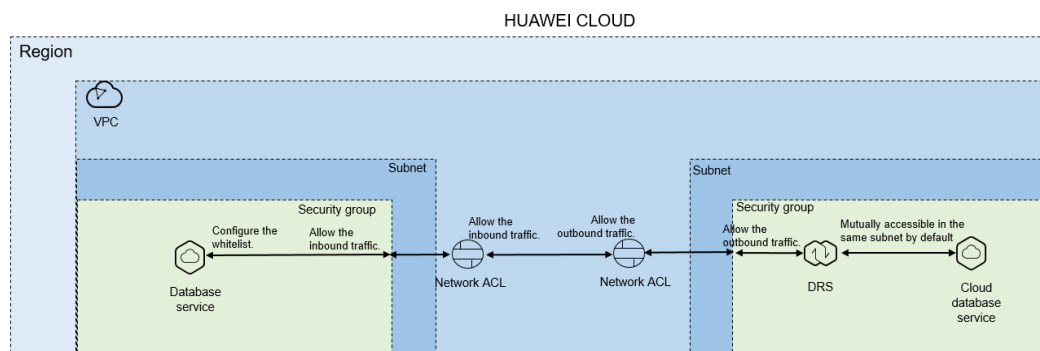 HUAWEI CLOUD
Region
VPC
Subnet
Security group
Configure the
whitelist.
Allow the
inbound traffic.
Database
service
Allow the
inbound traffic.
Network ACL
Allow the
outbound traffic.
Network ACL
Subnet
Security group
Allow the
outbound traffic.
DRS
Mutually accessible in the
same subnet by default
Cloud
database
service